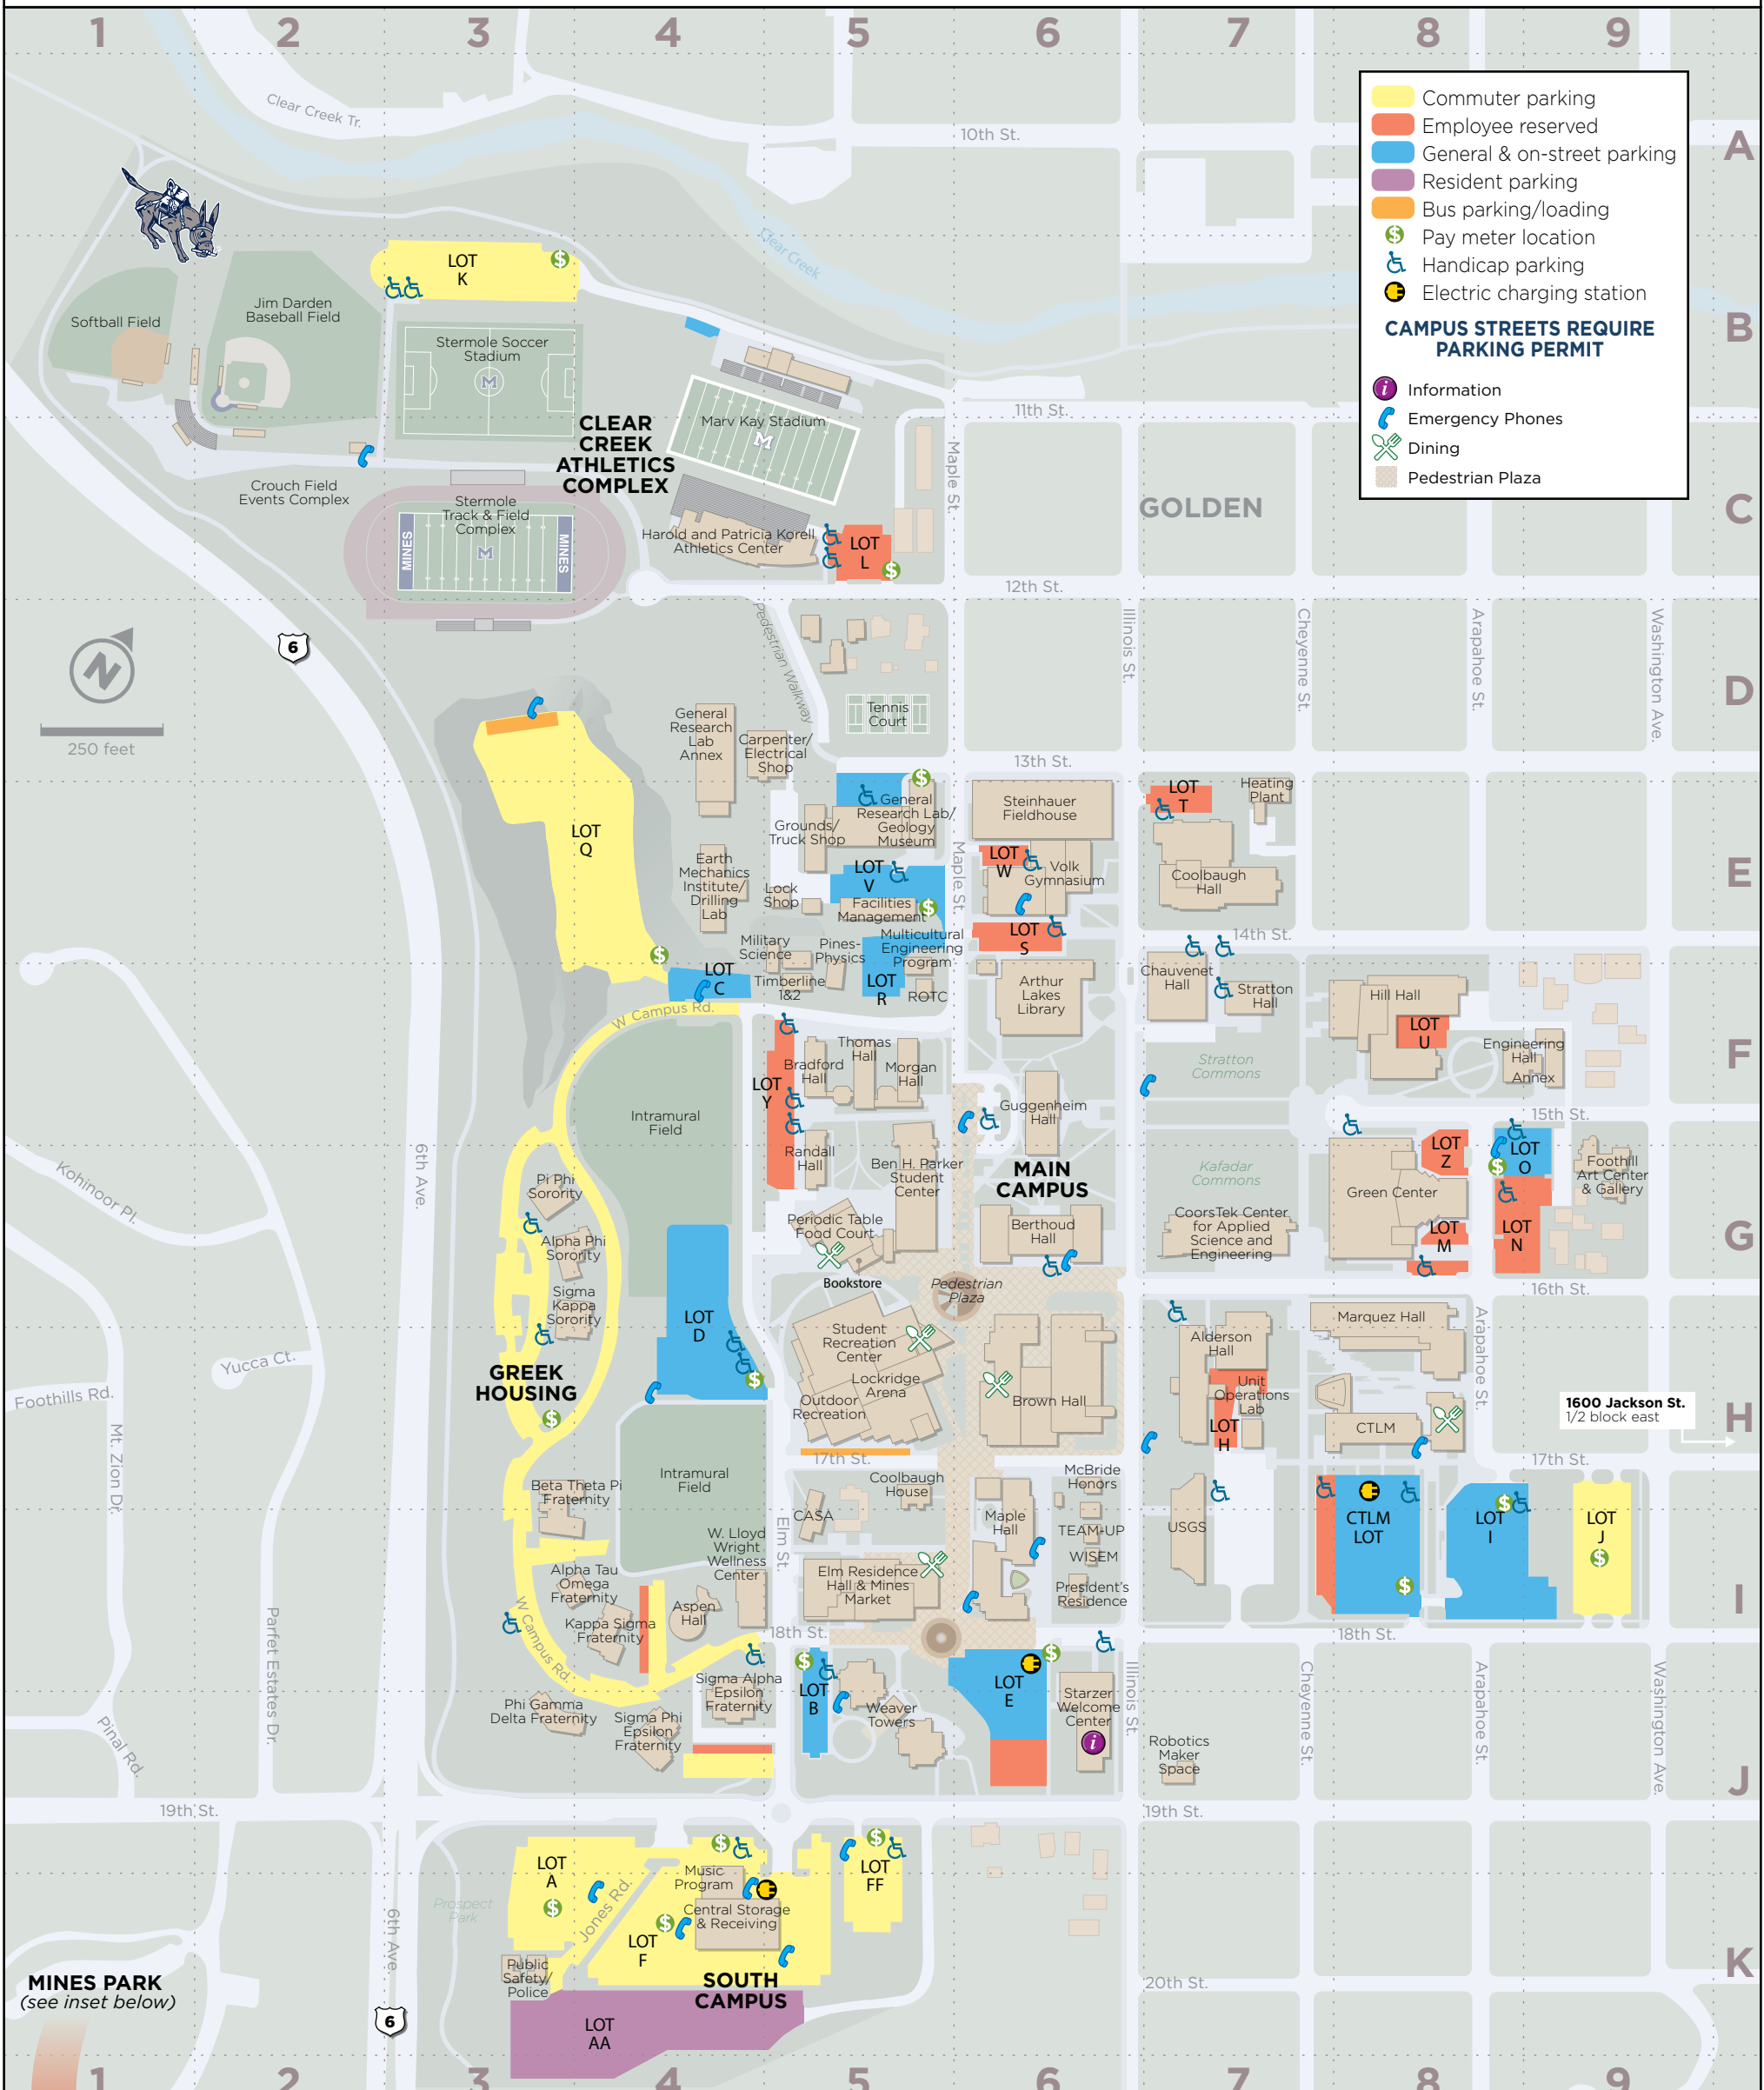 1 2 3 4 5 6 7 8 9
Commuter parking
Employee reserved
General & on-street parking
Resident parking
Bus parking/loading
$ Pay meter location
Handicap parking
Electric charging station
CAMPUS STREETS REQUIRE
PARKING PERMIT
i Information
Emergency Phones
Dining
Pedestrian Plaza
A
B
C
D
E
F
G
H
I
J
K
Clear Creek Tr.
10th St.
Clear Creek
LOT
K
$
Softball Field
Jim Darden
Baseball Field
Stermole Soccer
Stadium
M
Marv Kay Stadium
M
CLEAR
CREEK
ATHLETICS
COMPLEX
11th St.
Maple St.
GOLDEN
Crouch Field
Events Complex
Stermole
Track & Field
Complex
MINES
M
MINES
Harold and Patricia Korell
Athletics Center
LOT
L
$
12th St.
Pedestrian Walkway
Illinois St.
Cheyenne St.
Arapahoe St.
Washington Ave.
6
N
250 feet
Tennis
Court
General
Research
Lab
Annex
Carpenter/
Electrical
Shop
13th St.
$
General
Research Lab/
Geology
Museum
Grounds/
Truck Shop
Steinhauer
Fieldhouse
LOT
T
Heating
Plant
LOT
Q
Earth
Mechanics
Institute/
Drilling
Lab
Lock
Shop
LOT
V
Facilities
Management
$
Maple St.
LOT
W
Volk
Gymnasium
Coolbaugh
Hall
LOT
S
14th St.
Multicultural
Engineering
Program
Military
Science
Pines-
Physics
$
LOT
C
Timberline
1&2
LOT
R
ROTC
Arthur
Lakes
Library
Chauvenet
Hall
Stratton
Hall
Hill Hall
LOT
U
Engineering
Hall
Annex
W Campus Rd.
Thomas
Hall
Bradford
Hall
Morgan
Hall
LOT
Y
Guggenheim
Hall
Stratton
Commons
15th St.
Intramural
Field
Randall
Hall
Ben H. Parker
Student
Center
MAIN
CAMPUS
Kafadar
Commons
LOT
Z
Green Center
LOT
O
$
Foothill
Art Center
& Gallery
LOT
M
LOT
N
Kohinoor Pl.
6th Ave.
Pi Phi
Sorority
Alpha Phi
Sorority
Sigma
Kappa
Sorority
Periodic Table
Food Court
Bookstore
Berthoud
Hall
CoorsTek Center
for Applied
Science and
Engineering
Pedestrian
Plaza
16th St.
LOT
D
$
Student
Recreation
Center
Lockridge
Arena
Outdoor
Recreation
Brown Hall
Alderson
Hall
Unit
Operations
Lab
LOT
H
Marquez Hall
CTLM
Arapahoe St.
1600 Jackson St.
1/2 block east
Yucca Ct.
Foothills Rd.
GREEK
HOUSING
$
Mt. Zion Dr.
17th St.
17th St.
Intramural
Field
Beta Theta Pi
Fraternity
Coolbaugh
House
CASA
Elm St.
Maple
Hall
McBride
Honors
TEAM-UP
WISEM
President's
Residence
USGS
CTLM
LOT
$
LOT
I
$
LOT
J
$
W. Lloyd
Wright
Wellness
Center
Elm Residence
Hall & Mines
Market
Alpha Tau
Omega
Fraternity
Kappa Sigma
Fraternity
Aspen
Hall
W Campus Rd.
18th St.
18th St.
Parfet Estates Dr.
Pinal Rd.
Phi Gamma
Delta Fraternity
Sigma Phi
Epsilon
Fraternity
Sigma Alpha
Epsilon
Fraternity
$
LOT
B
Weaver
Towers
LOT
E
$
Starzer
Welcome
Center
i
Illinois St.
Robotics
Maker
Space
Cheyenne St.
Arapahoe St.
Washington Ave.
19th St.
19th St.
LOT
A
$
Jones Rd.
$
Music
Program
Central Storage
& Receiving
$
LOT
F
$
LOT
FF
Prospect
Park
6th Ave.
Public
Safety/
Police
SOUTH
CAMPUS
LOT
AA
20th St.
MINES PARK
(see inset below)
6
1 2 3 4 5 6 7 8 9